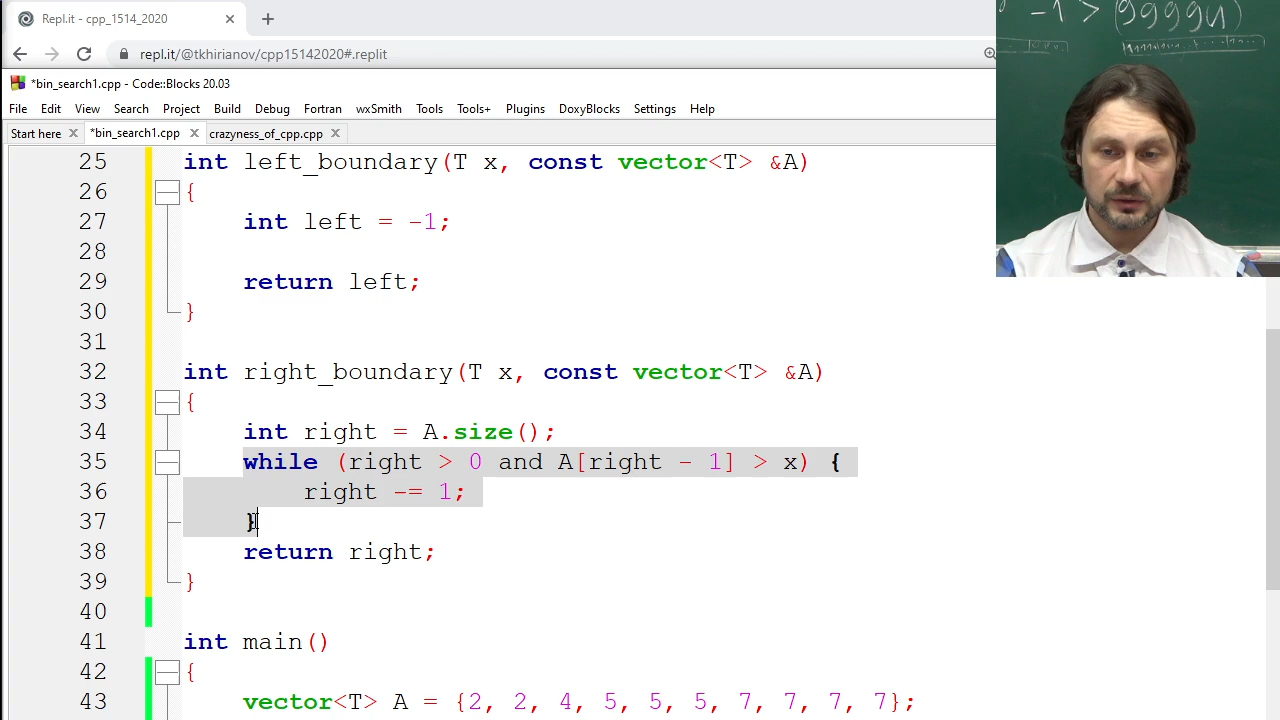 Repl.it - cpp_1514_2020
repl.it/@tkhirianov/cpp15142020#.replit
*bin_search1.cpp - Code::Blocks 20.03
File Edit View Search Project Build Debug Fortran wxSmith Tools Tools+ Plugins DoxyBlocks Settings Help
Start here *bin_search1.cpp crazyness_of_cpp.cpp
25 int left_boundary(T x, const vector<T> &A)
26 {
27 int left = -1;
28
29 return left;
30 }
31
32 int right_boundary(T x, const vector<T> &A)
33 {
34 int right = A.size();
35 while (right > 0 and A[right - 1] > x) {
36 right -= 1;
37 }
38 return right;
39 }
40
41 int main()
42 {
43 vector<T> A = {2, 2, 4, 5, 5, 5, 7, 7, 7, 7};